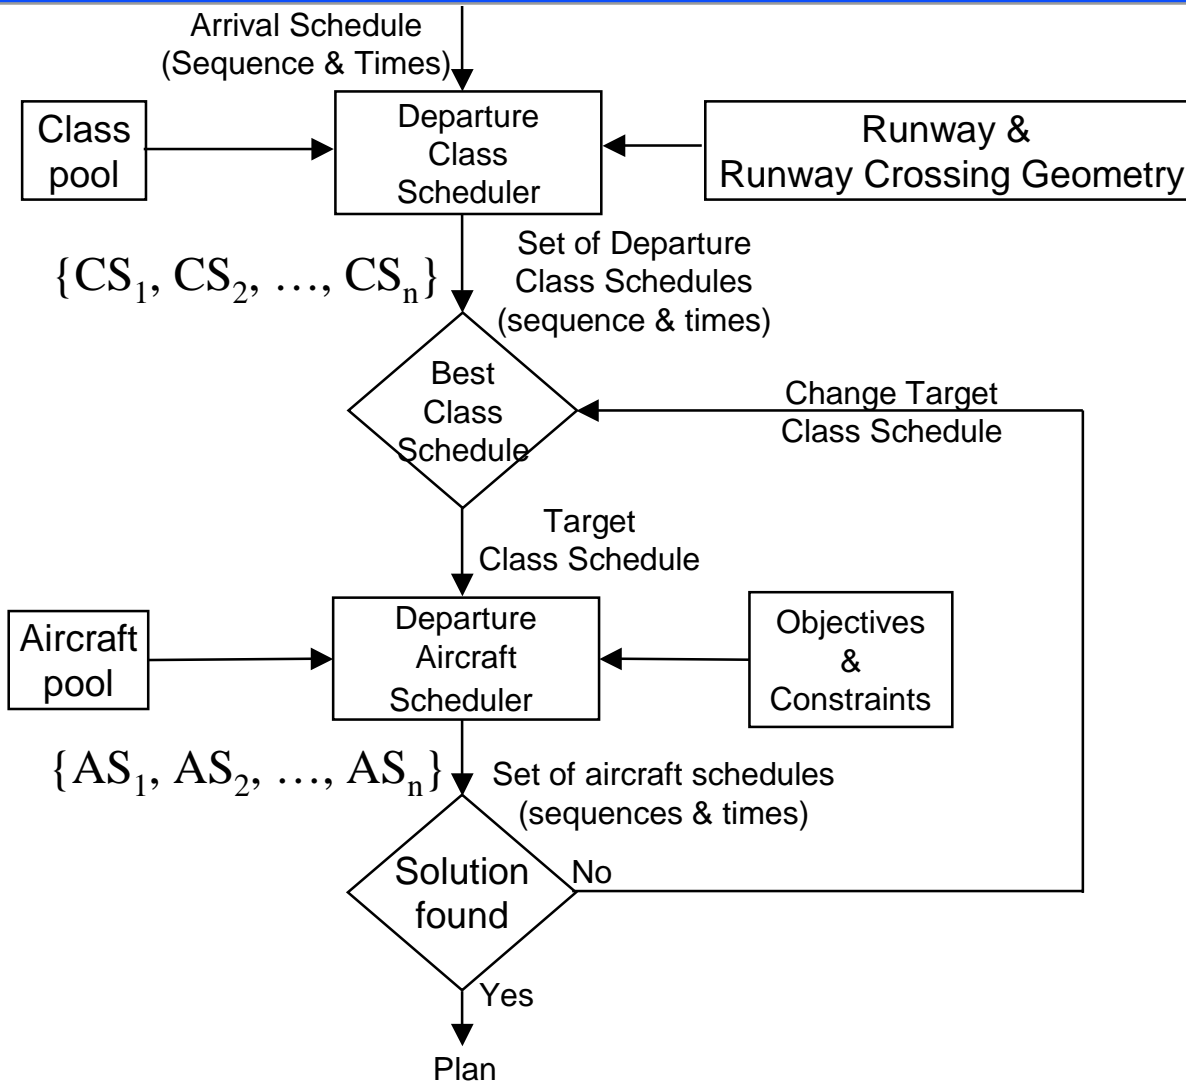 Arrival Schedule
(Sequence & Times)
Class
pool
Departure
Class
Scheduler
Runway &
Runway Crossing Geometry
{CS1, CS2, …, CSn}
Set of Departure
Class Schedules
(sequence & times)
Best
Class
Schedule
Change Target
Class Schedule
Target
Class Schedule
Aircraft
pool
Departure
Aircraft
Scheduler
Objectives
&
Constraints
{AS1, AS2, …, ASn}
Set of aircraft schedules
(sequences & times)
Solution
found
No
Yes
Plan